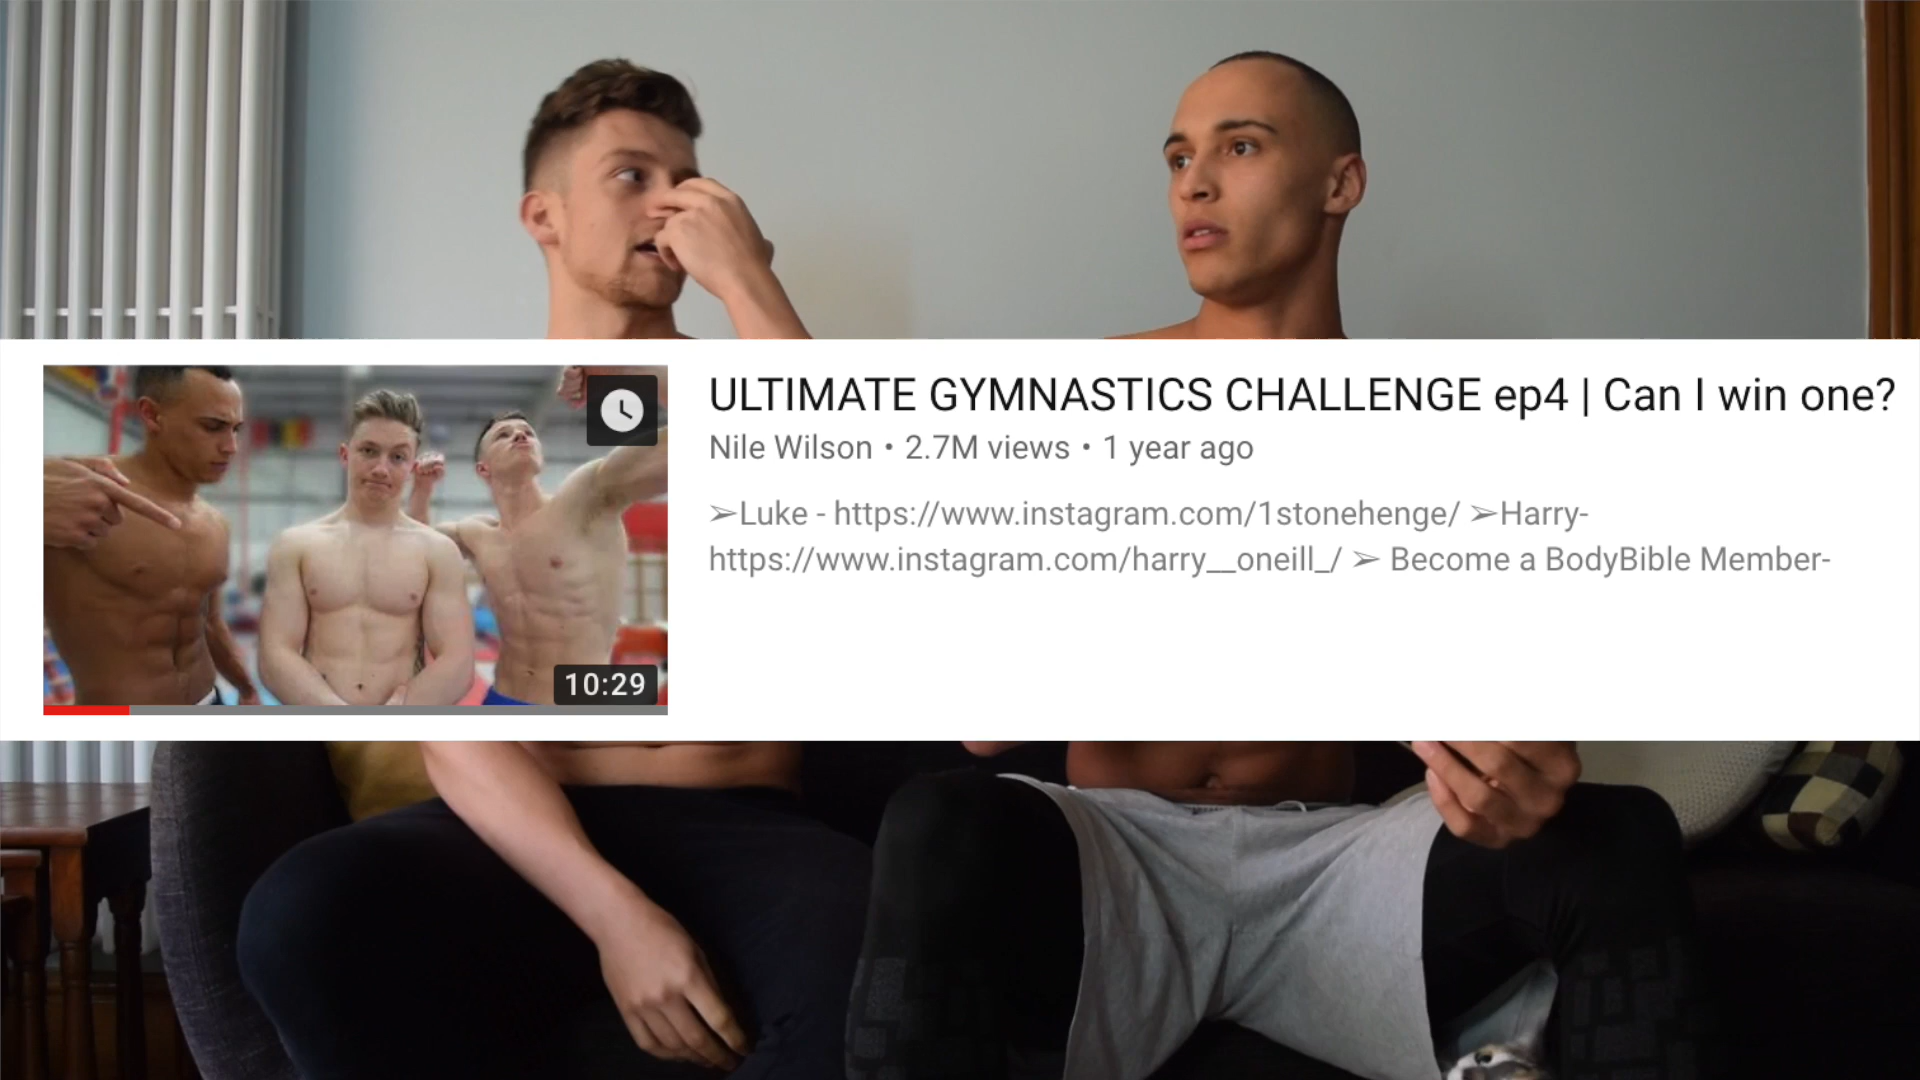 ULTIMATE GYMNASTICS CHALLENGE ep4 | Can I win one?
Nile Wilson • 2.7M views • 1 year ago
➢Luke - https://www.instagram.com/1stonehenge/ ➢Harry-
https://www.instagram.com/harry__oneill_/ ➢ Become a BodyBible Member-
10:29